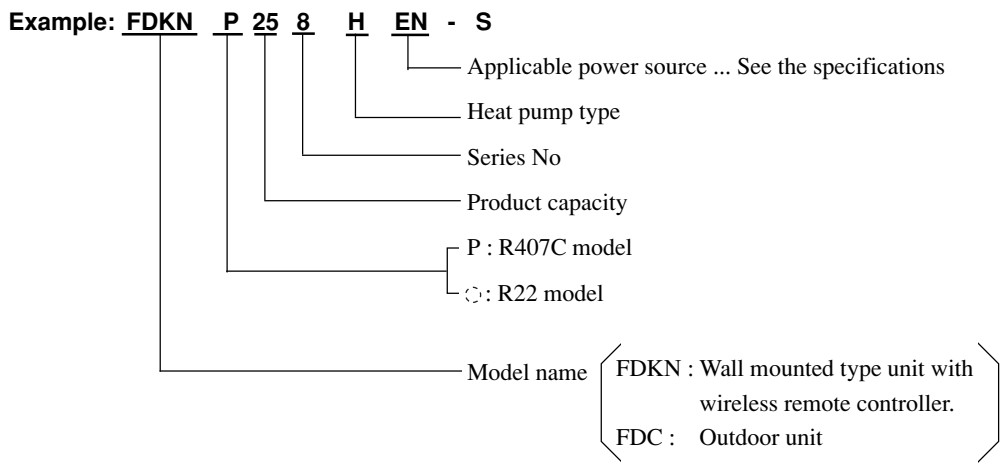 Example: FDKN P 25 8 H EN - S
Applicable power source ... See the specifications
Heat pump type
Series No
Product capacity
P : R407C model
◌ : R22 model
Model name
FDKN : Wall mounted type unit with
wireless remote controller.
FDC : Outdoor unit